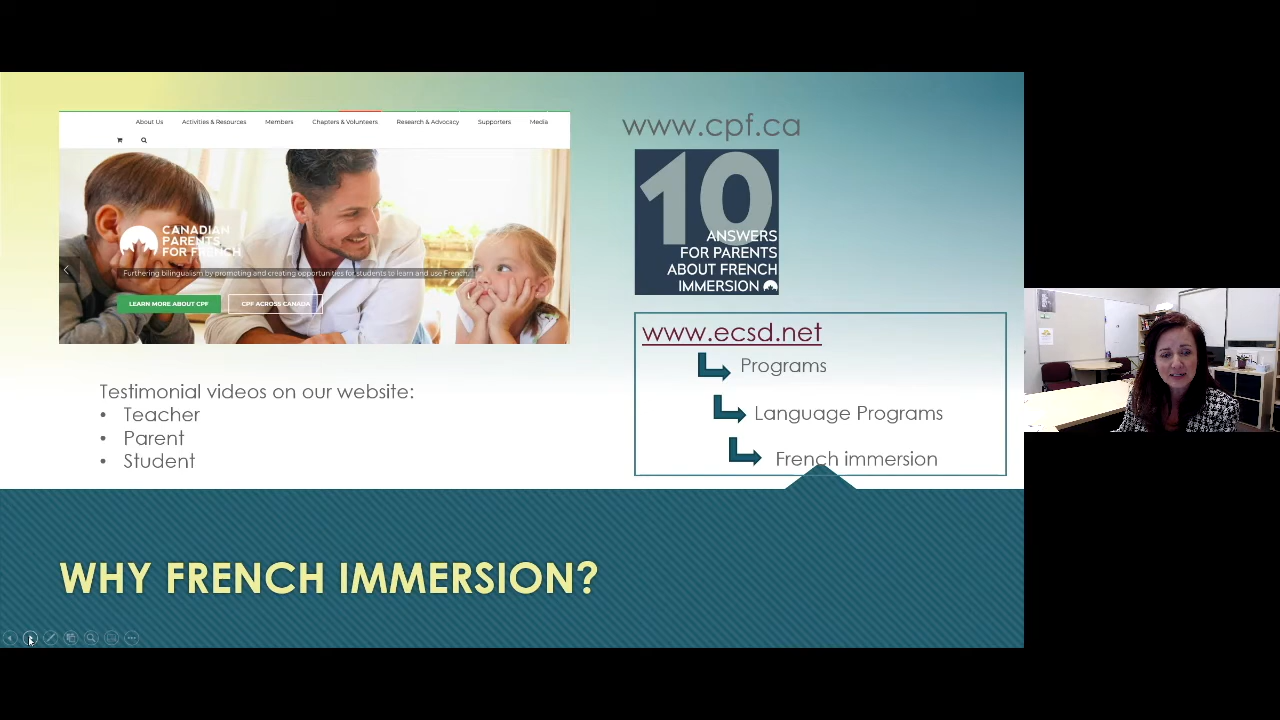 About Us Activities & Resources Members Chapters & Volunteers Research & Advocacy Supporters Media
CANADIAN
PARENTS
FOR FRENCH
Furthering bilingualism by promoting and creating opportunities for students to learn and use French.
LEARN MORE ABOUT CPF CPF ACROSS CANADA
www.cpf.ca
10
ANSWERS
FOR PARENTS
ABOUT FRENCH
IMMERSION
www.ecsd.net
Programs
Language Programs
French immersion
Testimonial videos on our website:
• Teacher
• Parent
• Student
WHY FRENCH IMMERSION?